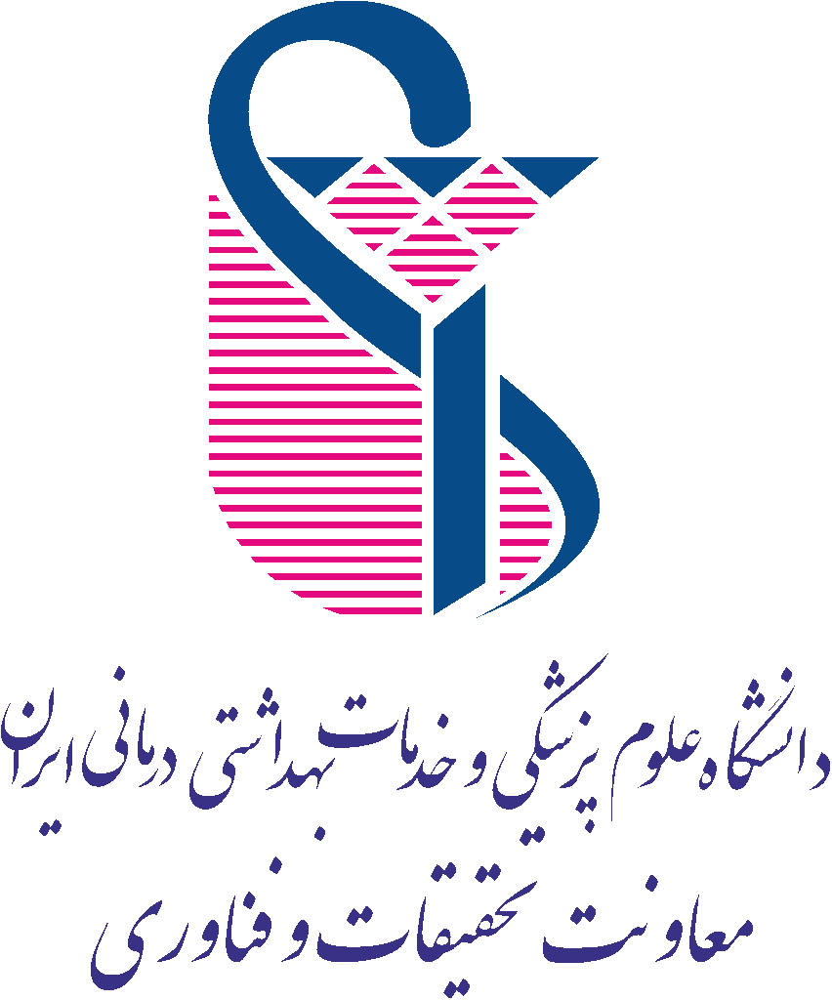 دانشگاه علوم پزشکی و خدمات بهداشتی درمانی ایران
معاونت تحقیقات و فناوری